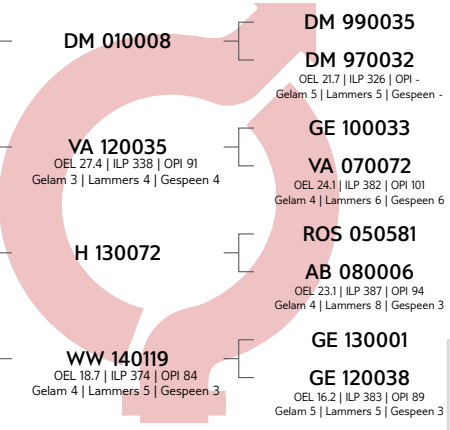 DM 010008
VA 120035
OEL 27.4 | ILP 338 | OPI 91
Gelam 3 | Lammers 4 | Gespeen 4
H 130072
WW 140119
OEL 18.7 | ILP 374 | OPI 84
Gelam 4 | Lammers 5 | Gespeen 3
DM 990035
DM 970032
OEL 21.7 | ILP 326 | OPI -
Gelam 5 | Lammers 5 | Gespeen -
GE 100033
VA 070072
OEL 24.1 | ILP 382 | OPI 101
Gelam 4 | Lammers 6 | Gespeen 6
ROS 050581
AB 080006
OEL 23.1 | ILP 387 | OPI 94
Gelam 4 | Lammers 8 | Gespeen 3
GE 130001
GE 120038
OEL 16.2 | ILP 383 | OPI 89
Gelam 5 | Lammers 5 | Gespeen 3